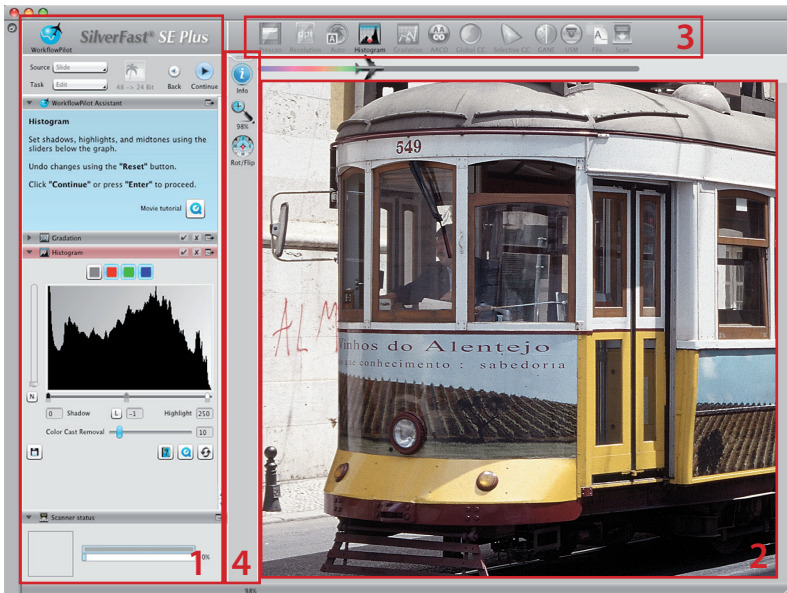 SilverFast® SE Plus
WorkflowPilot
Source Slide
Task Edit
48 -> 24 Bit
Back
Continue
WorkflowPilot Assistant
Histogram
Set shadows, highlights, and midtones using the
sliders below the graph.
Undo changes using the "Reset" button.
Click "Continue" or press "Enter" to proceed.
Movie tutorial
Gradation
Histogram
N
0 Shadow L -1 Highlight 250
Color Cast Removal 10
Scanner status
0%
1
Prescan Resolution Auto Histogram Gradation AACO Global CC Selective CC GANE USM File Scan
3
Info
98%
Rot/Flip
4
98%
549
ALM
Vinhos do Alentejo
conhecimento : sabedoria
2